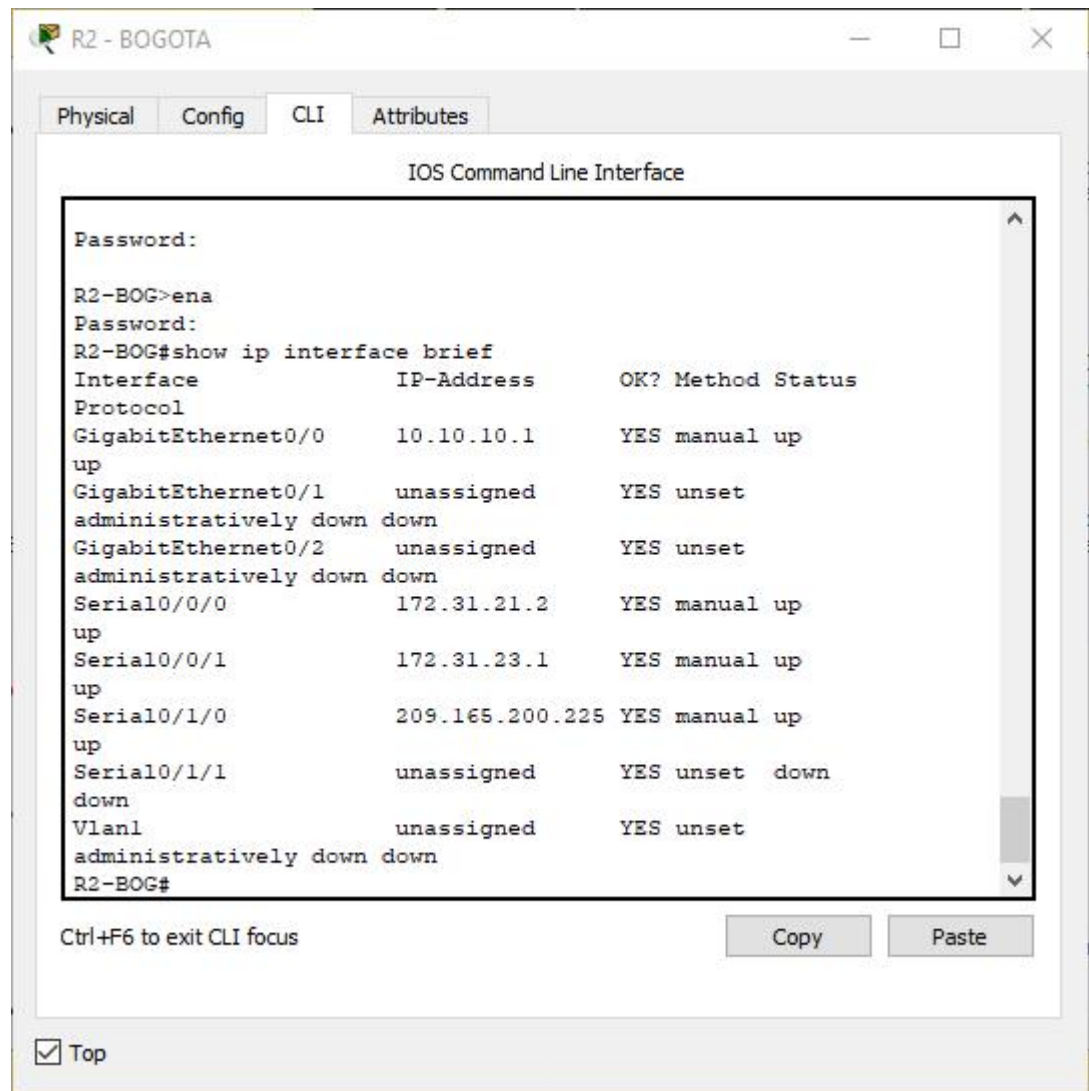 R2 - BOGOTA
Physical Config CLI Attributes
IOS Command Line Interface
Password:
R2-BOG>ena
Password:
R2-BOG#show ip interface brief
Interface IP-Address OK? Method Status
Protocol
GigabitEthernet0/0 10.10.10.1 YES manual up
up
GigabitEthernet0/1 unassigned YES unset
administratively down down
GigabitEthernet0/2 unassigned YES unset
administratively down down
Serial0/0/0 172.31.21.2 YES manual up
up
Serial0/0/1 172.31.23.1 YES manual up
up
Serial0/1/0 209.165.200.225 YES manual up
up
Serial0/1/1 unassigned YES unset down
down
Vlan1 unassigned YES unset
administratively down down
R2-BOG#
Ctrl+F6 to exit CLI focus Copy Paste
Top